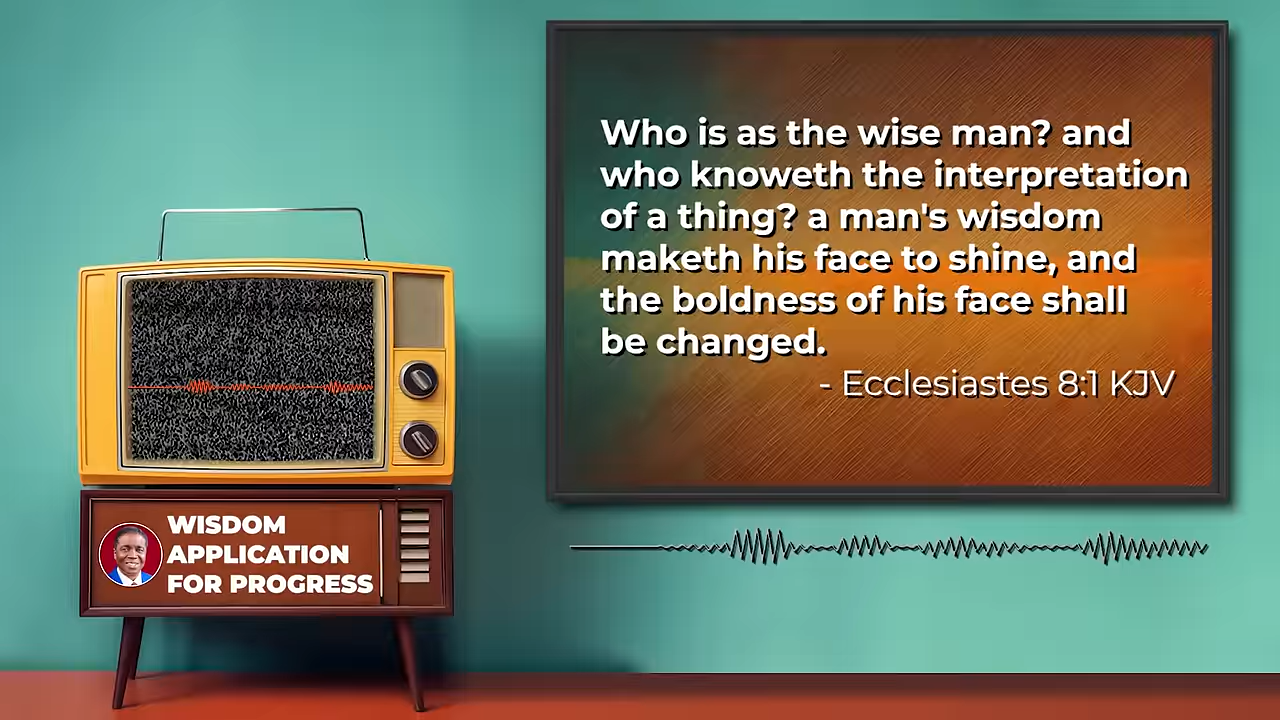 Who is as the wise man? and
who knoweth the interpretation
of a thing? a man's wisdom
maketh his face to shine, and
the boldness of his face shall
be changed.
- Ecclesiastes 8:1 KJV
WISDOM
APPLICATION
FOR PROGRESS